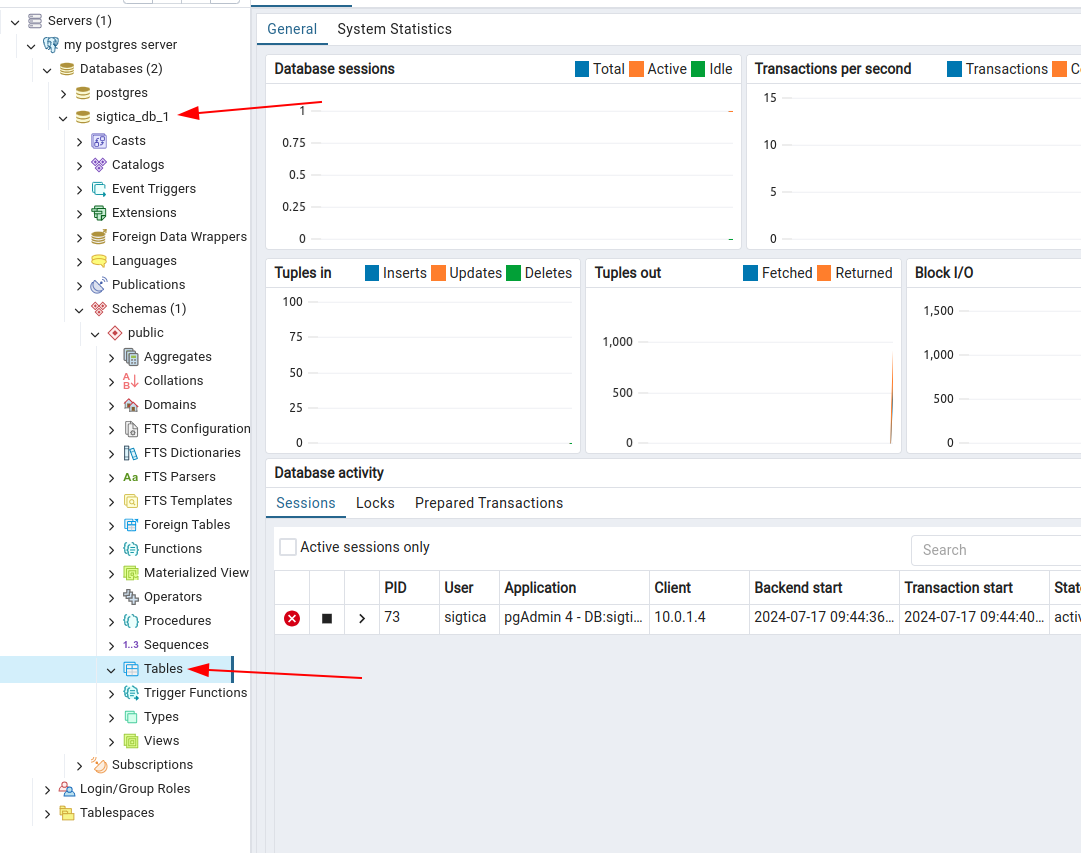 Servers (1)
my postgres server
Databases (2)
postgres
sigtica_db_1
Casts
Catalogs
Event Triggers
Extensions
Foreign Data Wrappers
Languages
Publications
Schemas (1)
public
Aggregates
Collations
Domains
FTS Configuration
FTS Dictionaries
Aa FTS Parsers
FTS Templates
Foreign Tables
Functions
Materialized View
Operators
Procedures
1..3 Sequences
Tables
Trigger Functions
Types
Views
Subscriptions
Login/Group Roles
Tablespaces
General System Statistics
Database sessions Total Active Idle
1
0.75
0.5
0.25
0
Transactions per second Transactions
15
10
5
0
Tuples in Inserts Updates Deletes
100
75
50
25
0
Tuples out Fetched Returned
1,000
500
0
Block I/O
1,500
1,000
500
0
Database activity
Sessions Locks Prepared Transactions
Active sessions only
Search
PID User Application Client Backend start Transaction start State
73 sigtica pgAdmin 4 - DB:sigti... 10.0.1.4 2024-07-17 09:44:36... 2024-07-17 09:44:40... activ